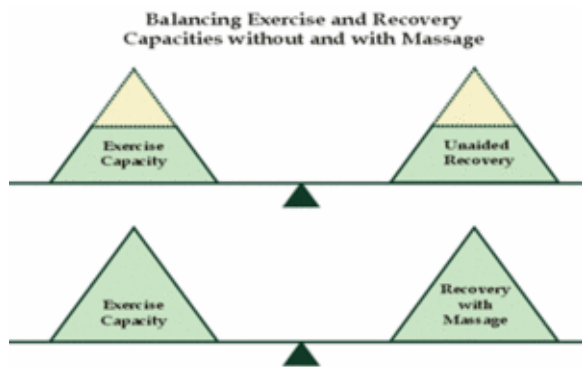 Balancing Exercise and Recovery
Capacities without and with Massage
Exercise
Capacity
Unaided
Recovery
Exercise
Capacity
Recovery
with
Massage